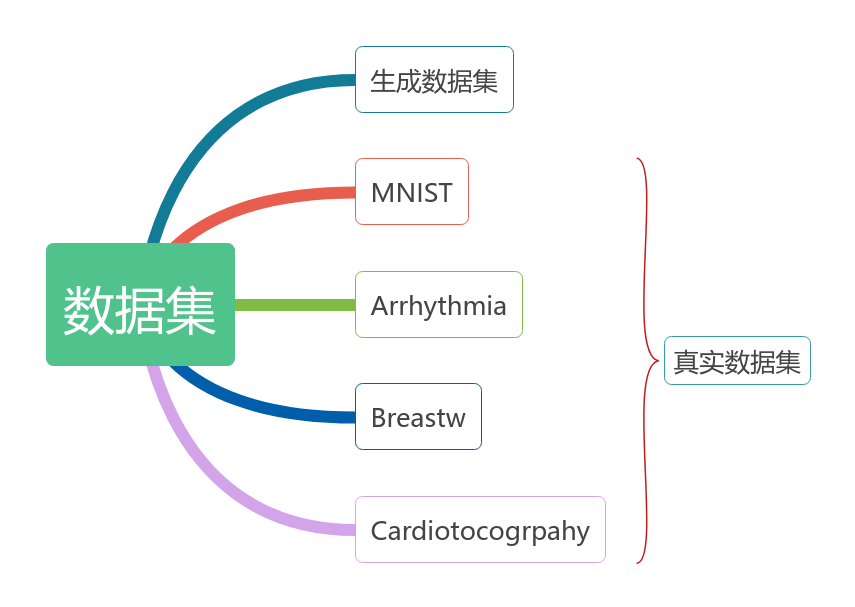 生成数据集
MNIST
数据集
Arrhythmia
真实数据集
Breastw
Cardiotocogrpahy